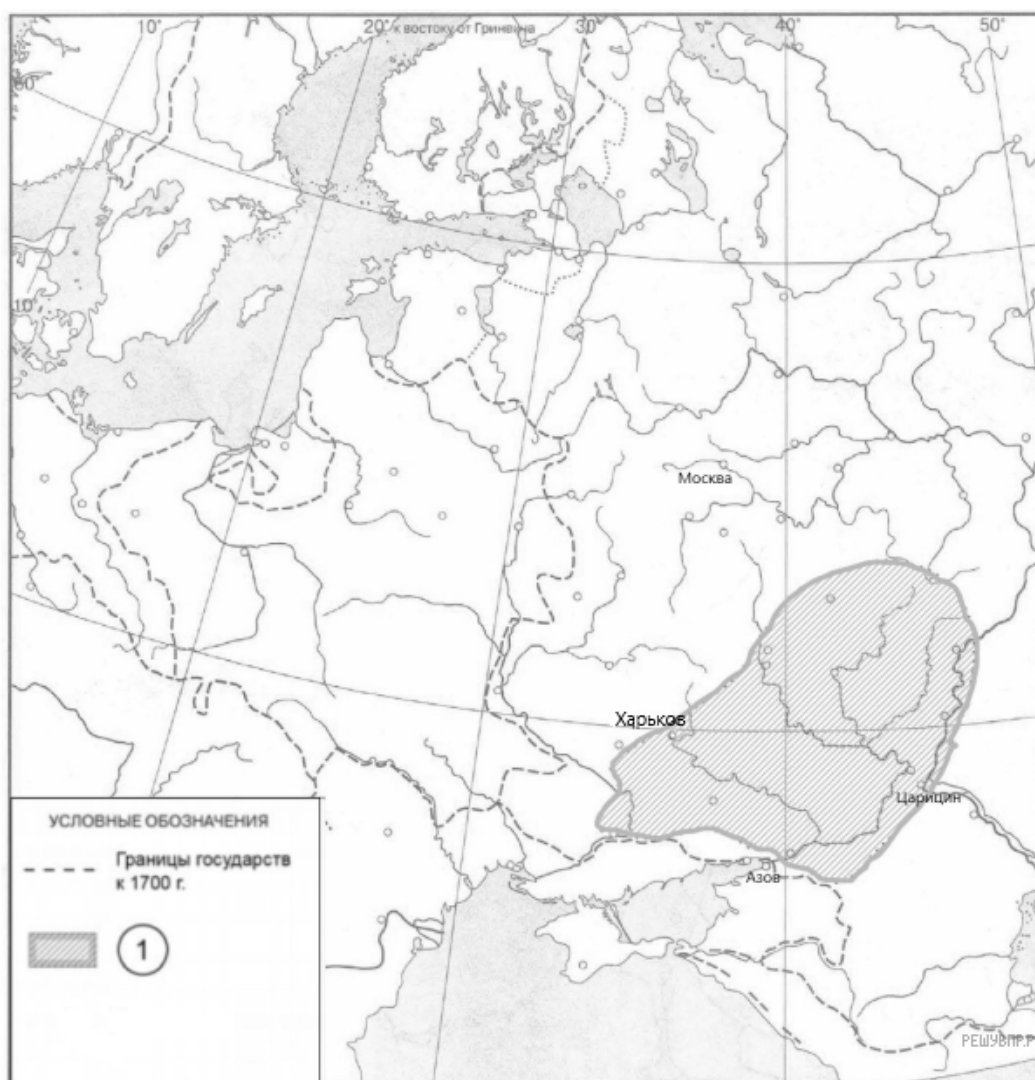 10°
20° к востоку от Гринвича
30°
40°
50°
60
10°
Москва
Харьков
Царицин
Азов
УСЛОВНЫЕ ОБОЗНАЧЕНИЯ
Границы государств
к 1700 г.
1
РЕШУВПР.Р